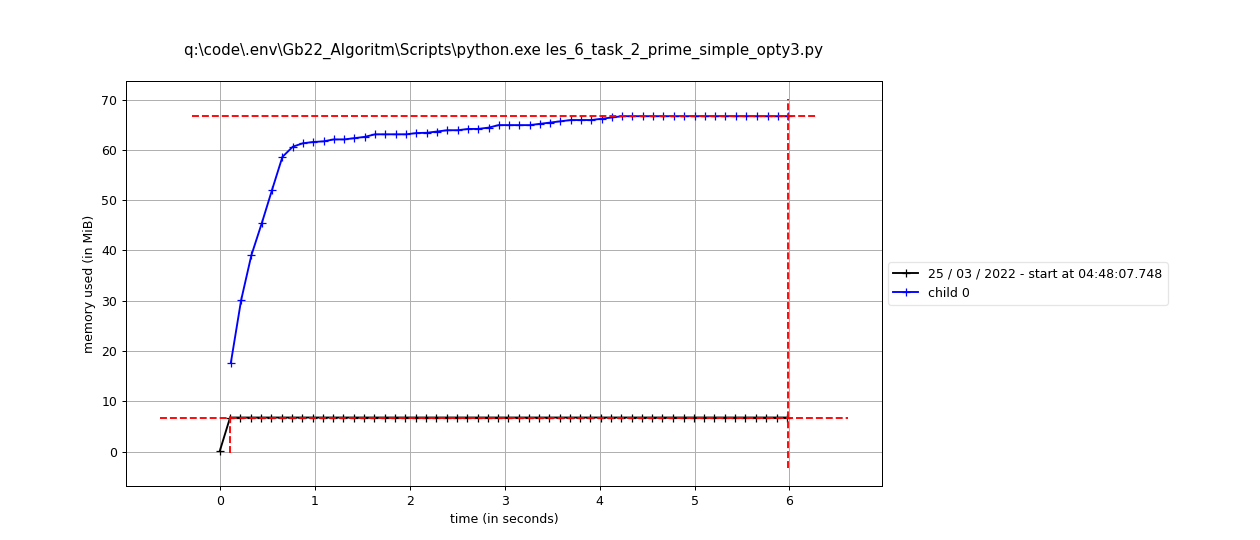 q:\code\.env\Gb22_Algoritm\Scripts\python.exe les_6_task_2_prime_simple_opty3.py
70
60
50
40
30
20
10
0
memory used (in MiB)
0 1 2 3 4 5 6
time (in seconds)
25 / 03 / 2022 - start at 04:48:07.748
child 0